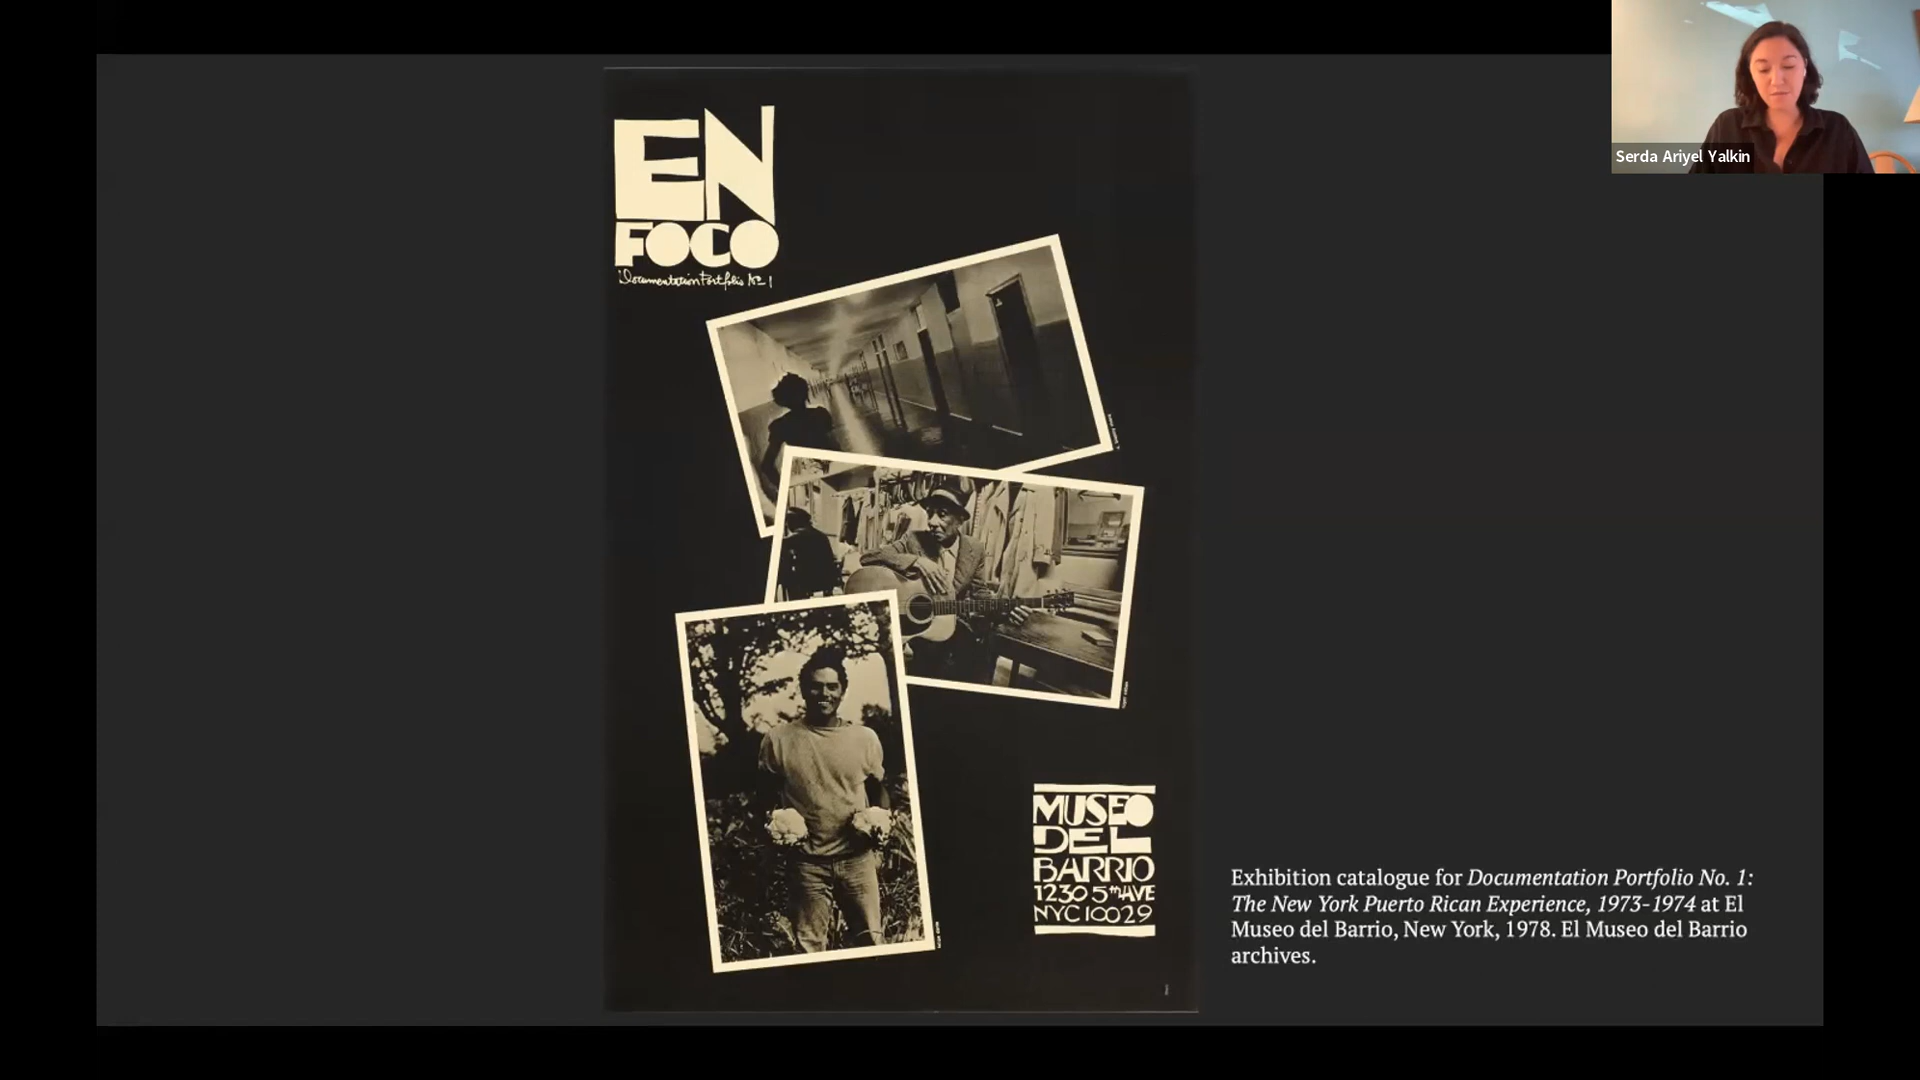 EN
FOCO
Documentation Portfolio No. 1
MUSEO
DEL
BARRIO
1230 5th AVE
NYC 10029
Serda Ariyel Yalkin
Exhibition catalogue for Documentation Portfolio No. 1:
The New York Puerto Rican Experience, 1973-1974 at El
Museo del Barrio, New York, 1978. El Museo del Barrio
archives.